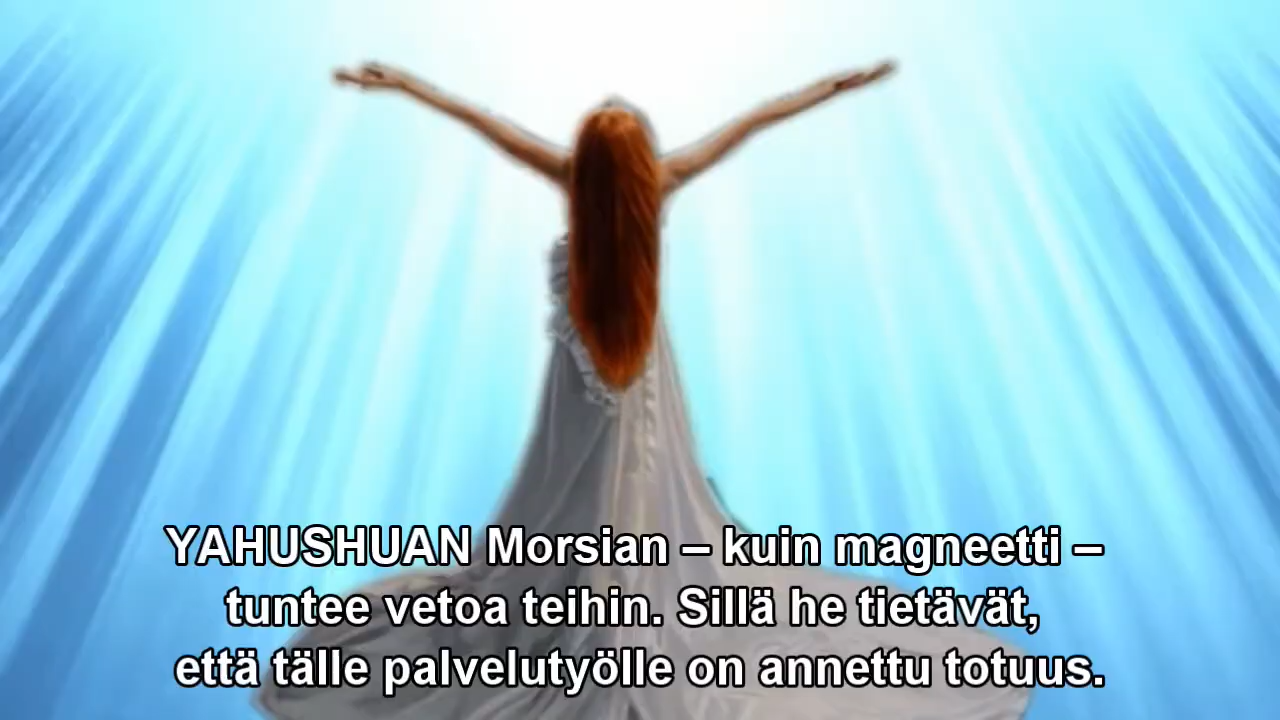 YAHUSHUAN Morsian – kuin magneetti –
tuntee vetoa teihin. Sillä he tietävät,
että tälle palvelutyölle on annettu totuus.